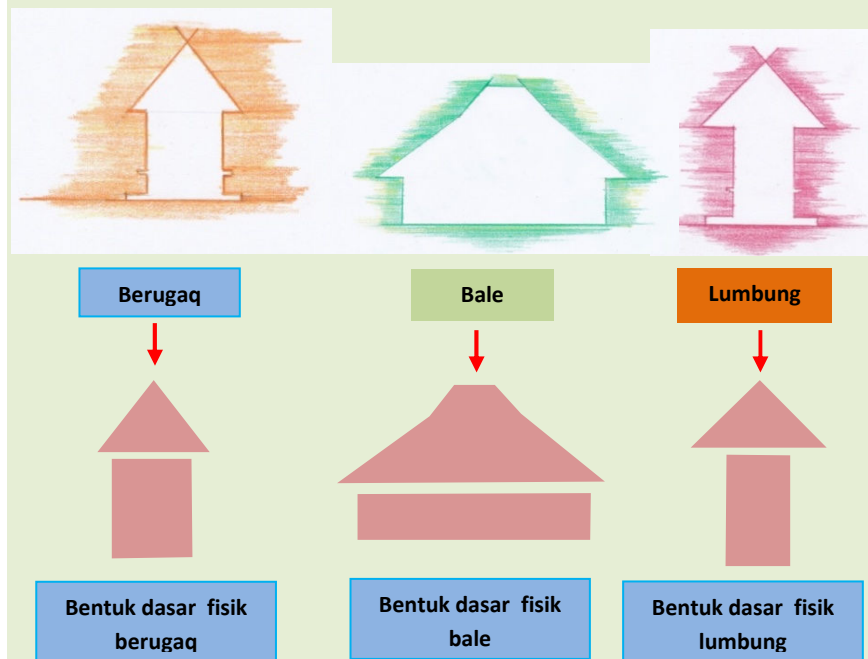 Berugaq
Bale
Lumbung
Bentuk dasar fisik
berugaq
Bentuk dasar fisik
bale
Bentuk dasar fisik
lumbung